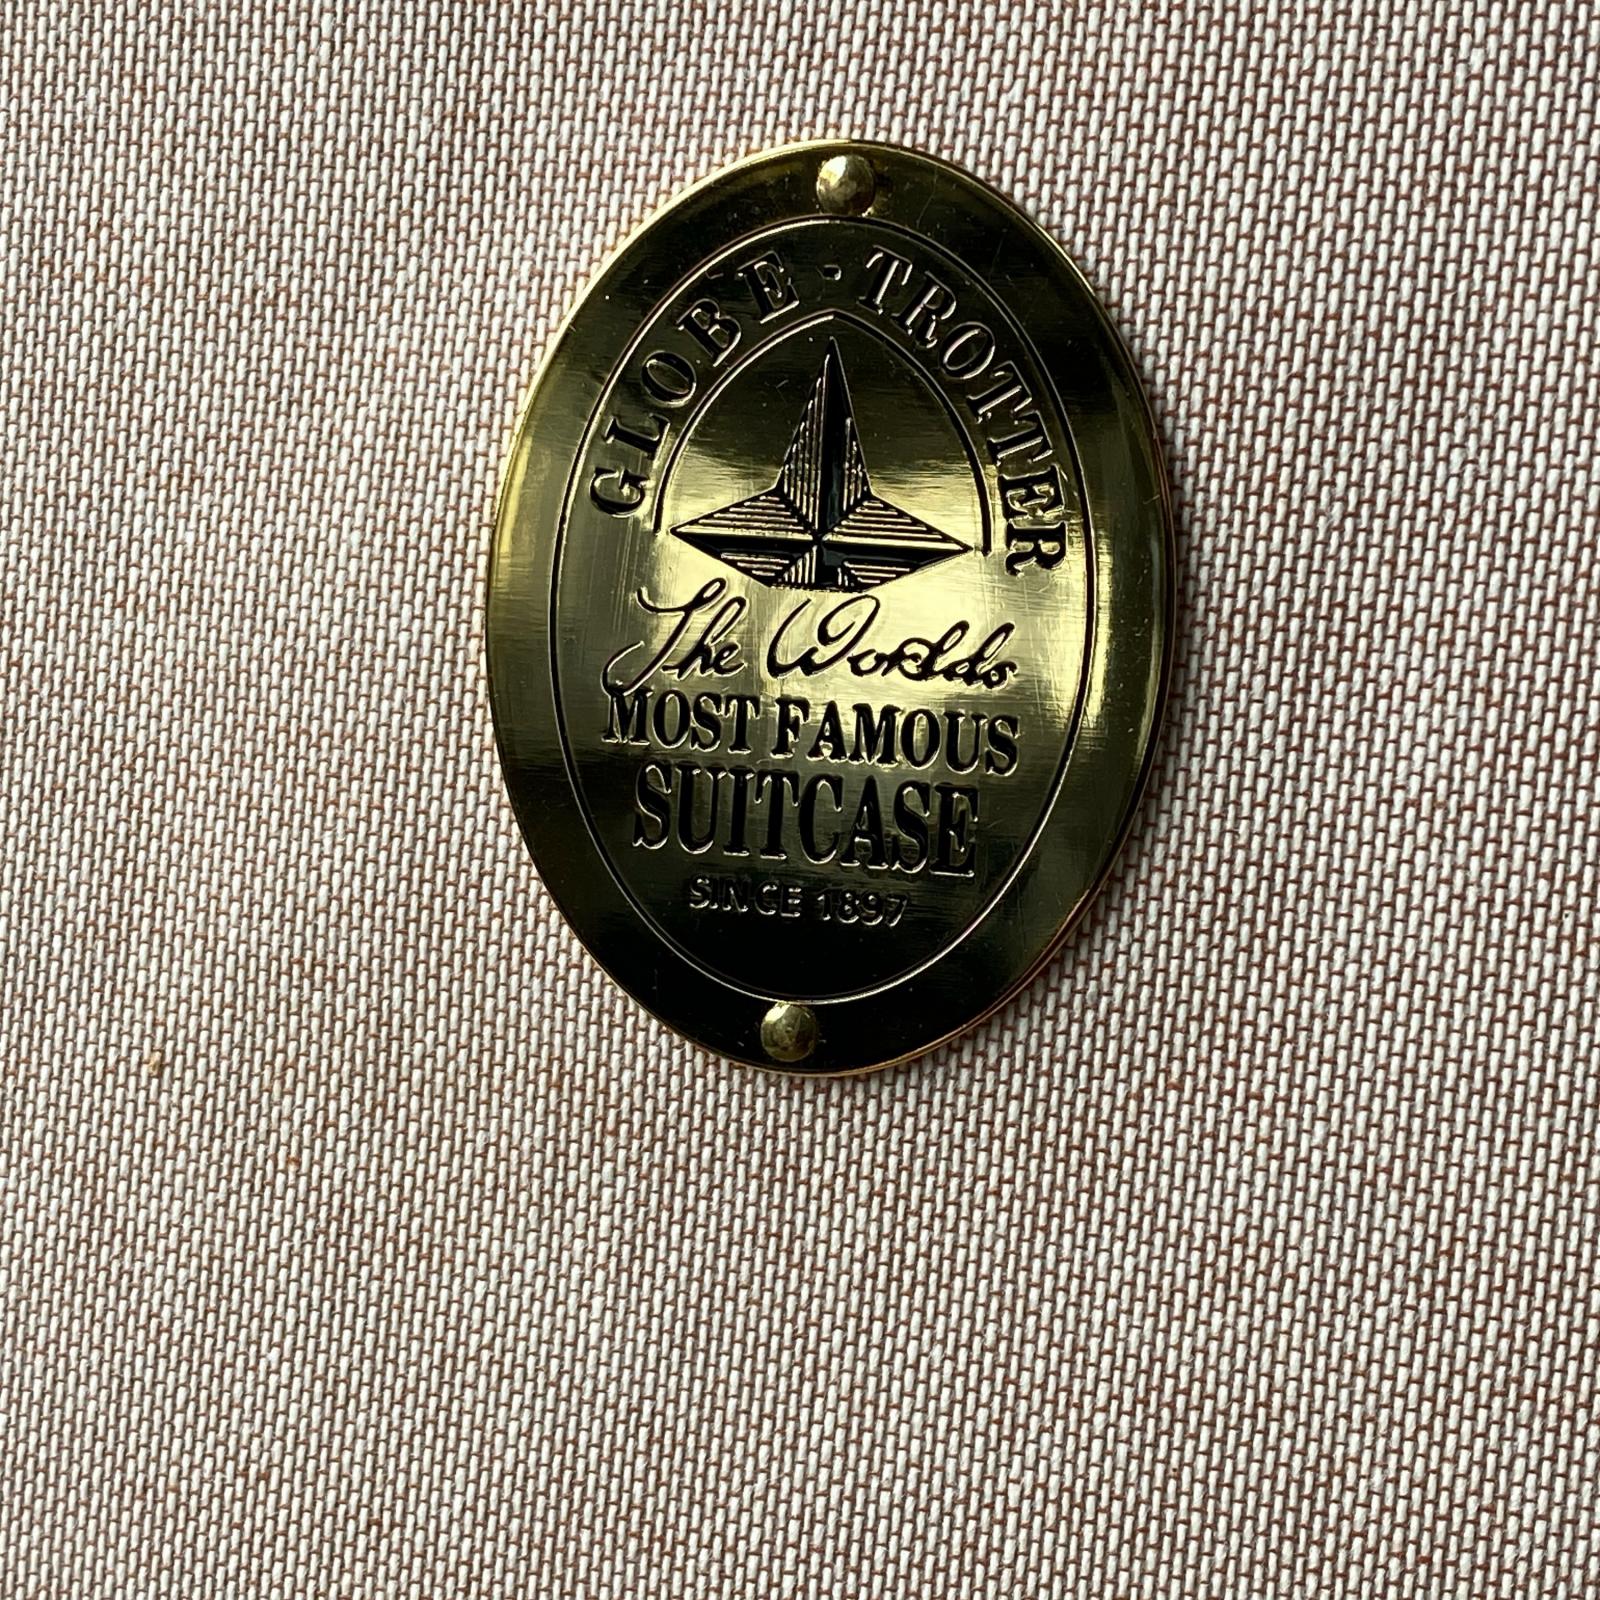 GLOBE-TROTTER
The Worlds
MOST FAMOUS
SUITCASE
SINCE 1897